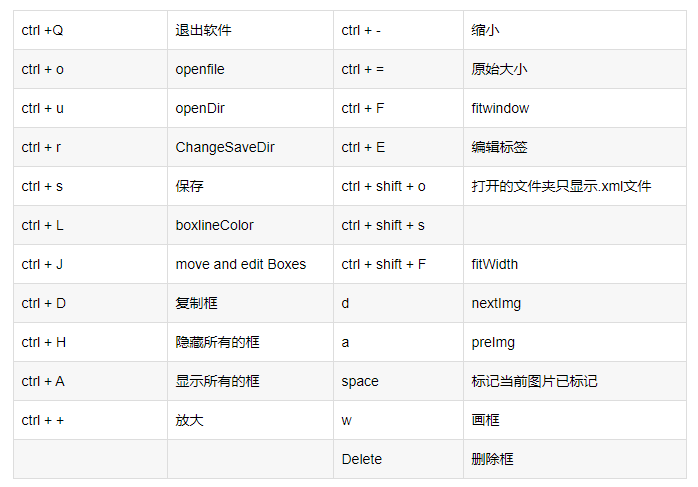 ctrl +Q 退出软件 ctrl + - 缩小
ctrl + o openfile ctrl + = 原始大小
ctrl + u openDir ctrl + F fitwindow
ctrl + r ChangeSaveDir ctrl + E 编辑标签
ctrl + s 保存 ctrl + shift + o 打开的文件夹只显示.xml文件
ctrl + L boxlineColor ctrl + shift + s
ctrl + J move and edit Boxes ctrl + shift + F fitWidth
ctrl + D 复制框 d nextImg
ctrl + H 隐藏所有的框 a preImg
ctrl + A 显示所有的框 space 标记当前图片已标记
ctrl + + 放大 w 画框
Delete 删除框